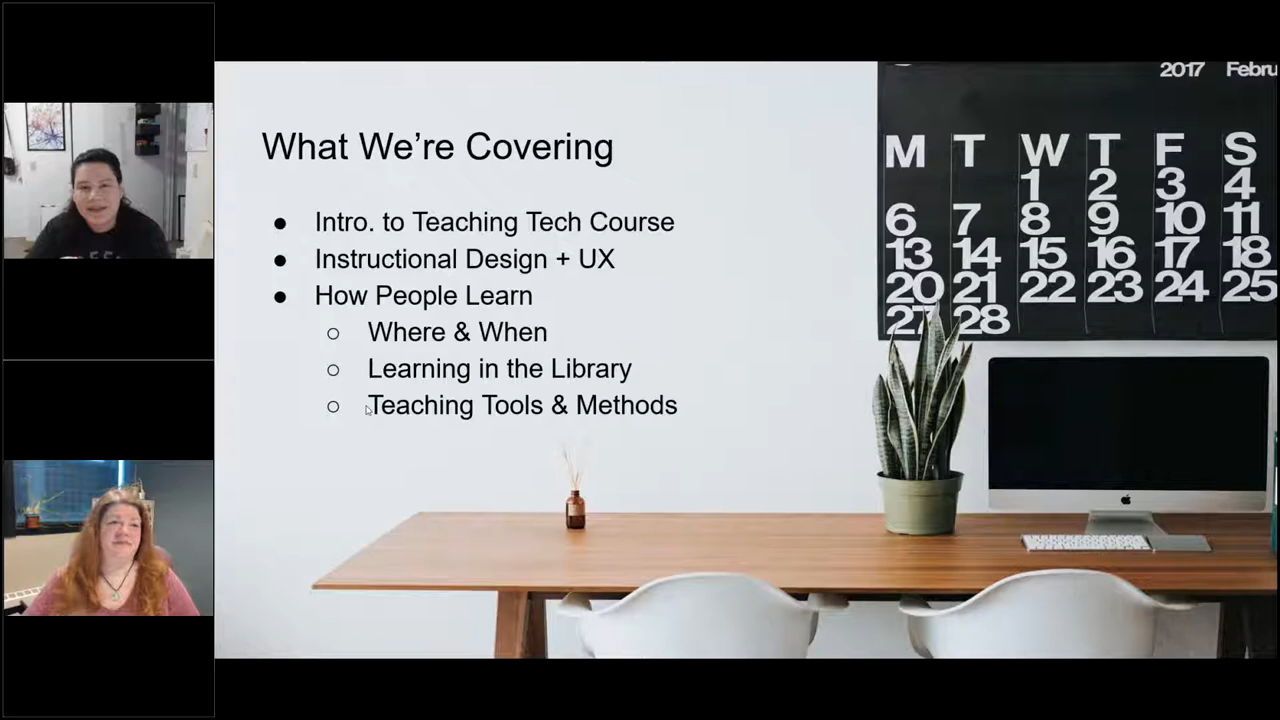 What We're Covering
● Intro. to Teaching Tech Course
● Instructional Design + UX
● How People Learn
○ Where & When
○ Learning in the Library
○ Teaching Tools & Methods
2017 Febru
M T W T F S
1 2 3 4
6 7 8 9 10 11
13 14 15 16 17 18
20 21 22 23 24 25
27 28